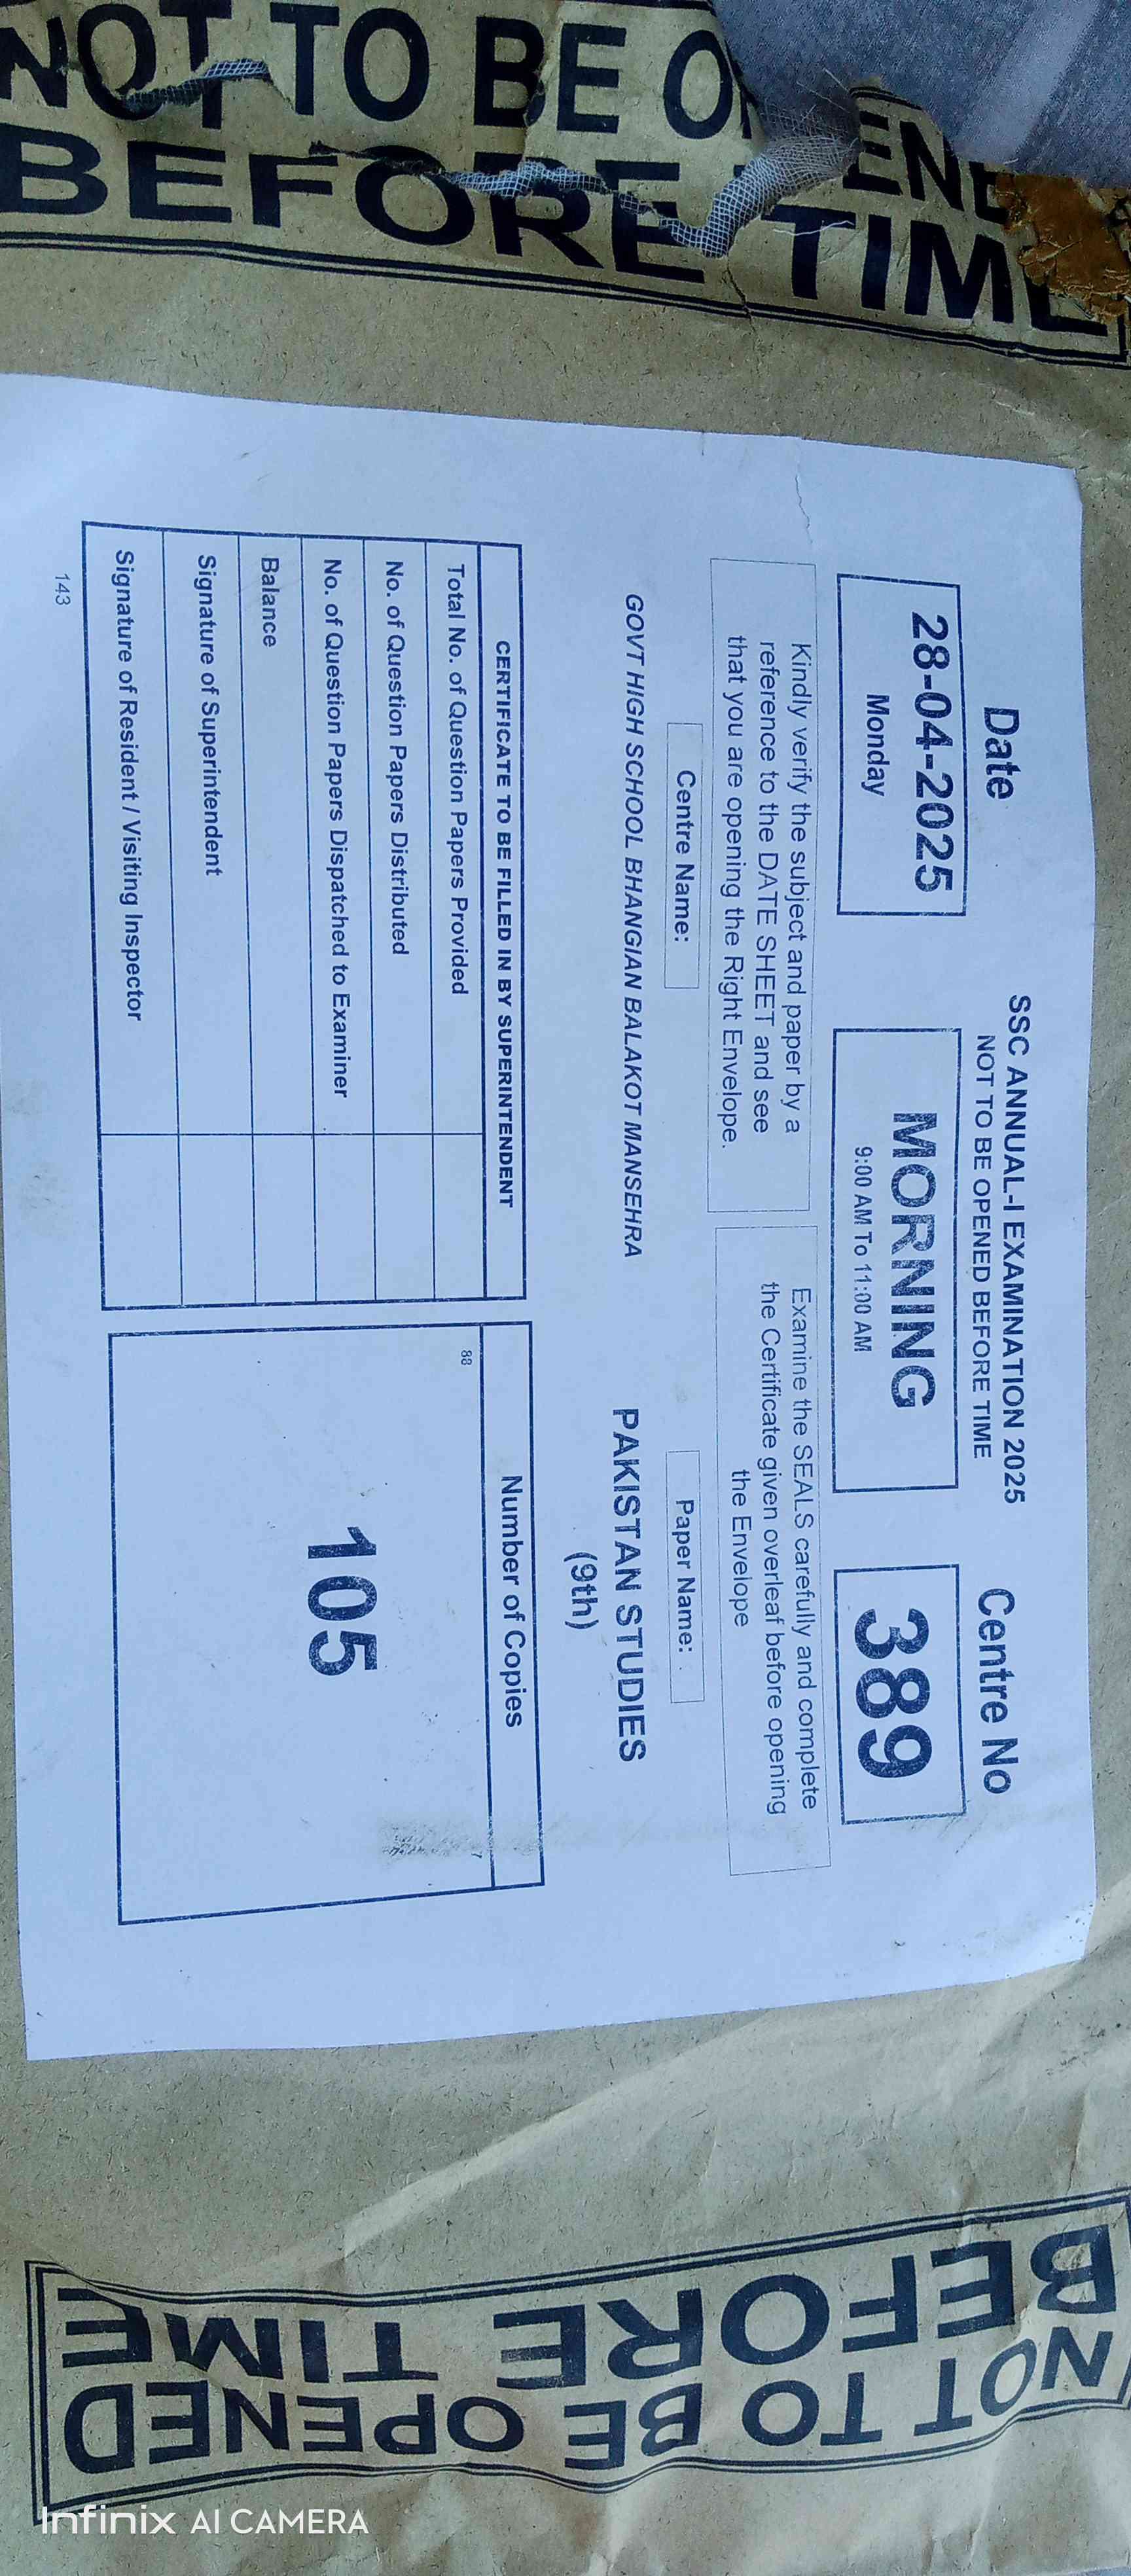 NOT TO BE OPENED
BEFORE TIME
SSC ANNUAL-I EXAMINATION 2025
NOT TO BE OPENED BEFORE TIME
Date
28-04-2025
Monday
MORNING
9:00 AM To 11:00 AM
Centre No
389
Kindly verify the subject and paper by a
reference to the DATE SHEET and see
that you are opening the Right Envelope.
Examine the SEALS carefully and complete
the Certificate given overleaf before opening
the Envelope
Centre Name:
GOVT HIGH SCHOOL BHANGIAN BALAKOT MANSEHRA
Paper Name:
PAKISTAN STUDIES
(9th)
CERTIFICATE TO BE FILLED IN BY SUPERINTENDENT
Total No. of Question Papers Provided
No. of Question Papers Distributed
No. of Question Papers Dispatched to Examiner
Balance
Signature of Superintendent
Signature of Resident / Visiting Inspector
143
Number of Copies
88
105
NOT TO BE OPENED
BEFORE TIME
Infinix AI CAMERA